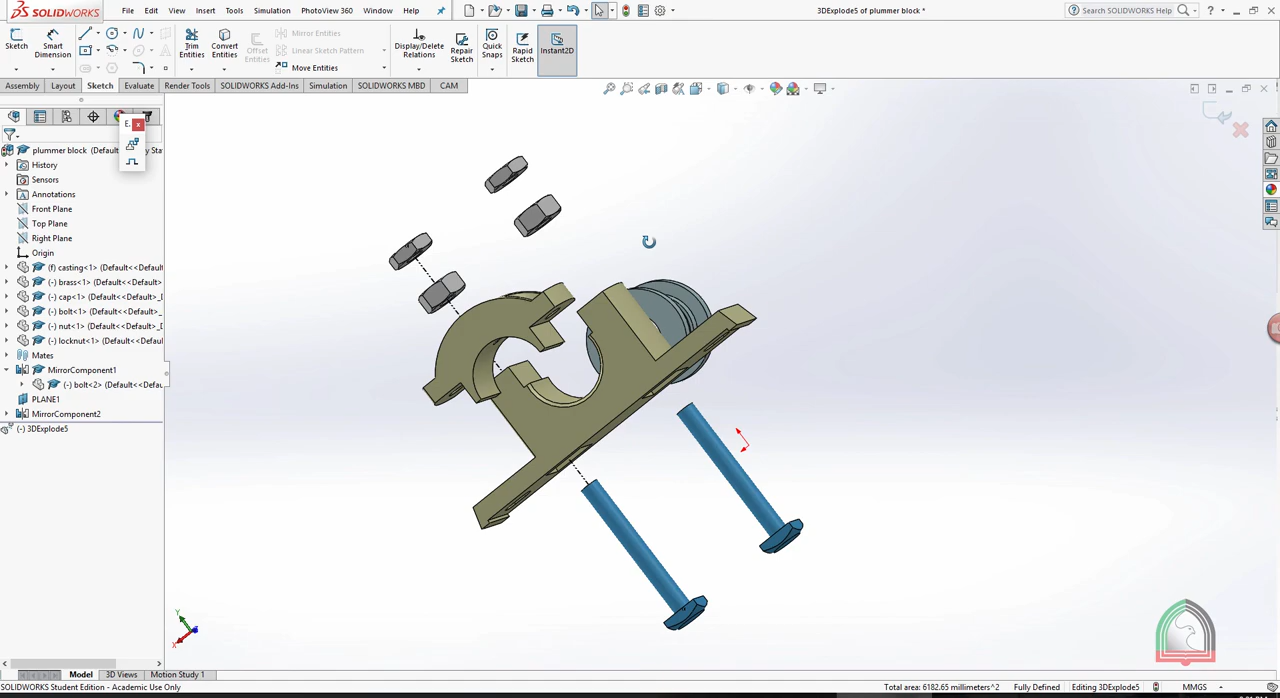 SOLIDWORKS File Edit View Insert Tools Simulation PhotoView 360 Window Help 3DExplode5 of plummer block * Search SOLIDWORKS Help ?
Sketch Smart Dimension Trim Entities Convert Entities Offset Entities Mirror Entities Linear Sketch Pattern Move Entities Display/Delete Relations Repair Sketch Quick Snaps Rapid Sketch Instant2D
Assembly Layout Sketch Evaluate Render Tools SOLIDWORKS Add-Ins Simulation SOLIDWORKS MBD CAM
E.
plummer block (Default
y Sta
History
Sensors
Annotations
Front Plane
Top Plane
Right Plane
Origin
(f) casting<1> (Default<<Default
(-) brass<1> (Default<<Default>
(-) cap<1> (Default<<Default>_D
(-) bolt<1> (Default<<Default>_
(-) nut<1> (Default<<Default>_
(-) locknut<1> (Default<<Defau
Mates
MirrorComponent1
(-) bolt<2> (Default<<Defau
PLANE1
MirrorComponent2
(-) 3DExplode5
Y
X
Model 3D Views Motion Study 1
SOLIDWORKS Student Edition - Academic Use Only Total area: 6182.65 millimeters^2 Fully Defined Editing 3DExplode5 MMGS